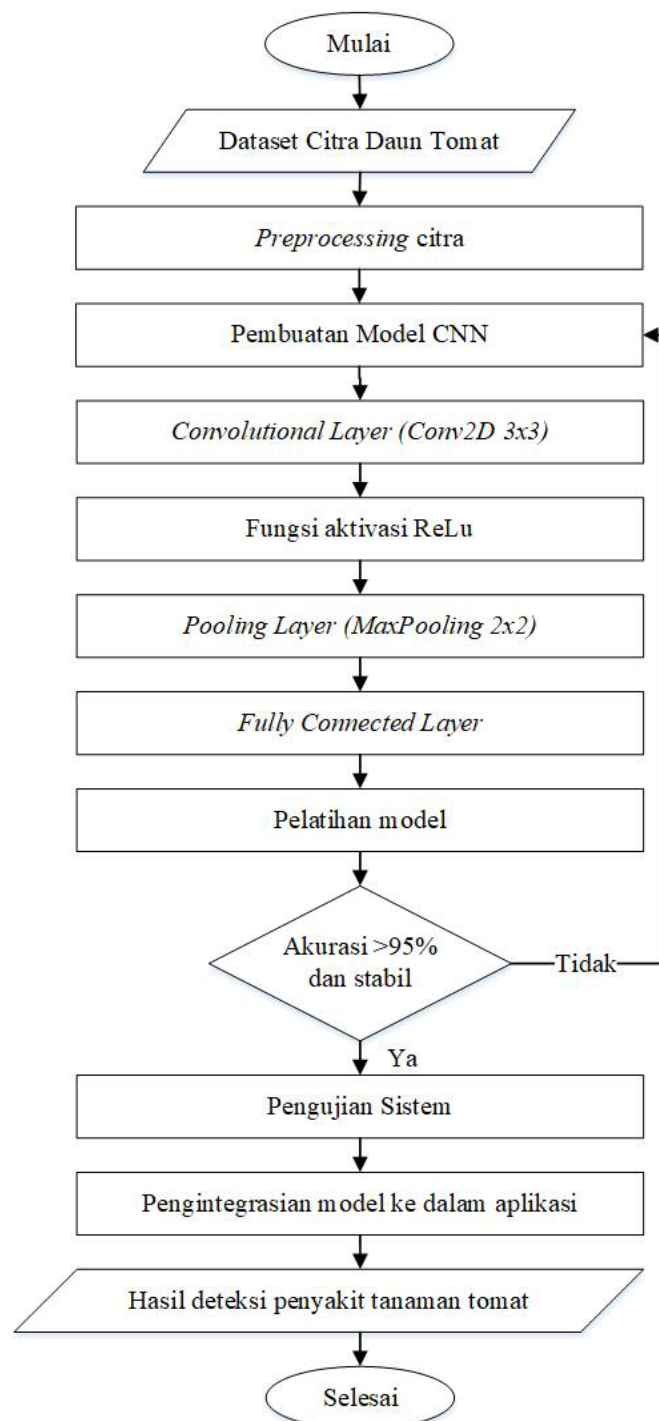 Mulai
Dataset Citra Daun Tomat
Preprocessing citra
Pembuatan Model CNN
Convolutional Layer (Conv2D 3x3)
Fungsi aktivasi ReLu
Pooling Layer (MaxPooling 2x2)
Fully Connected Layer
Pelatihan model
Akurasi >95%
dan stabil
Tidak
Ya
Pengujian Sistem
Pengintegrasian model ke dalam aplikasi
Hasil deteksi penyakit tanaman tomat
Selesai